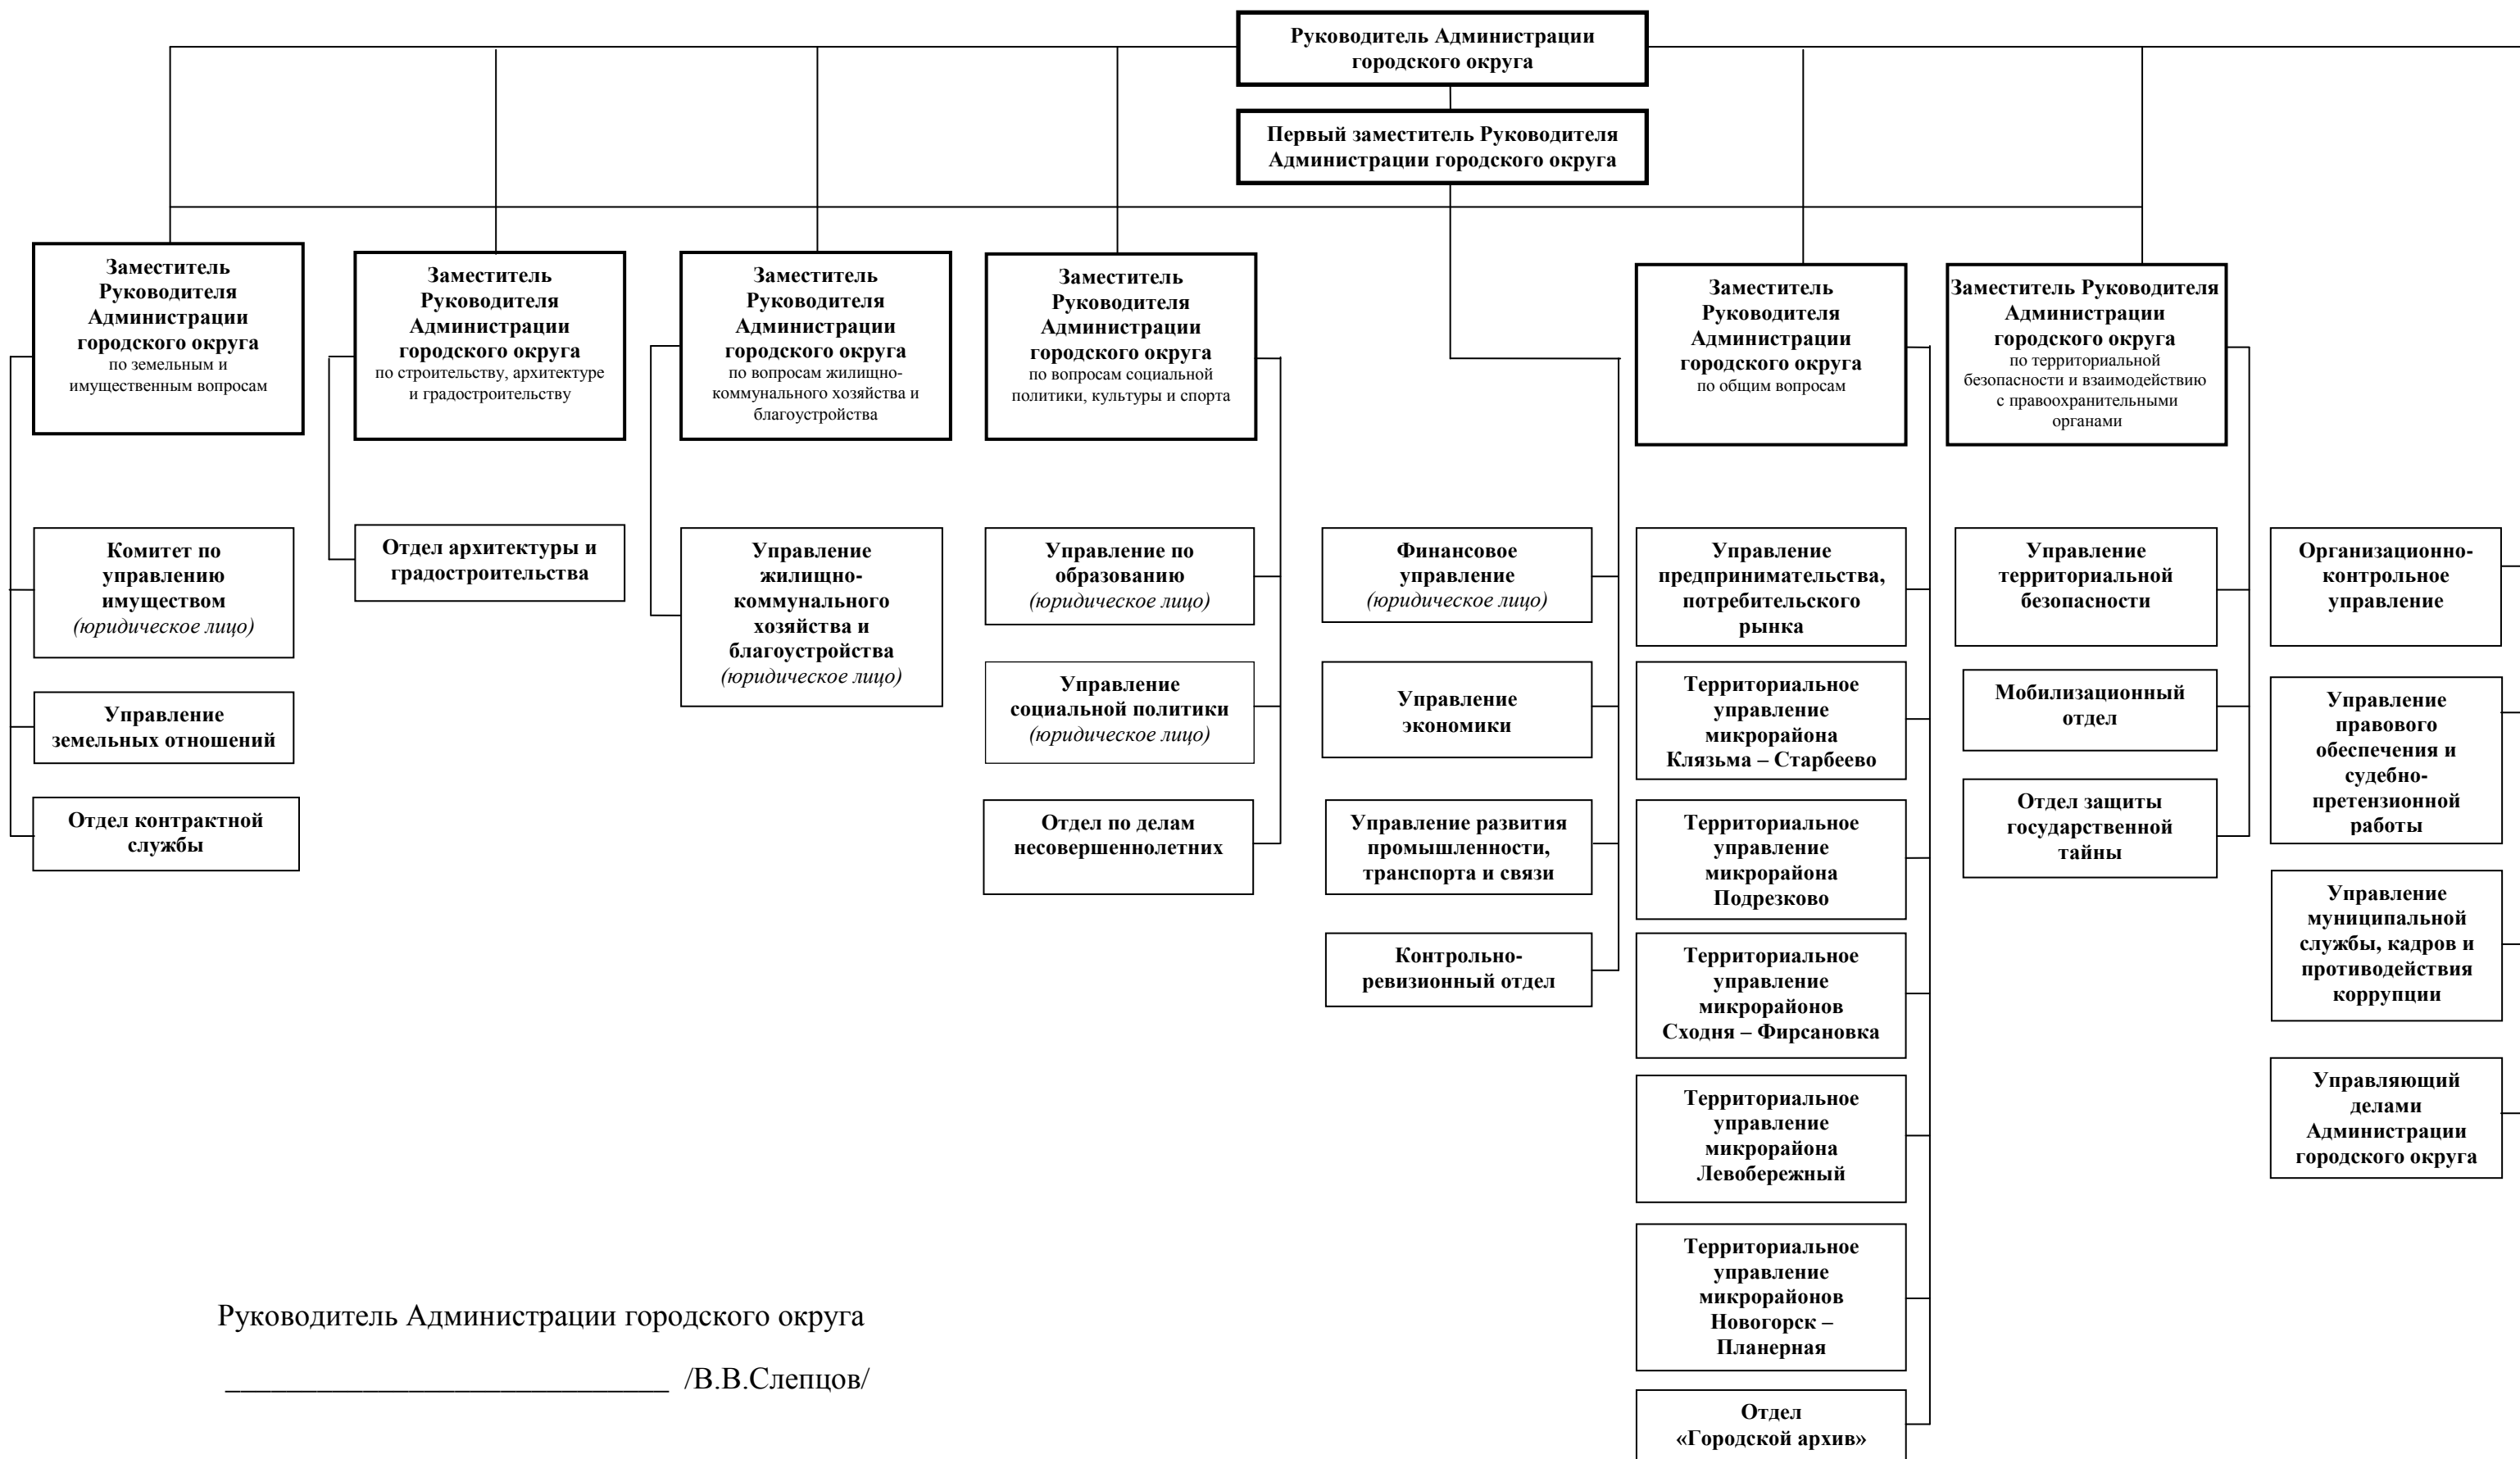 Руководитель Администрации
городского округа
Первый заместитель Руководителя
Администрации городского округа
Заместитель
Руководителя
Администрации
городского округа
по земельным и
имущественным вопросам
Заместитель
Руководителя
Администрации
городского округа
по строительству, архитектуре
и градостроительству
Заместитель
Руководителя
Администрации
городского округа
по вопросам жилищно-
коммунального хозяйства и
благоустройства
Заместитель
Руководителя
Администрации
городского округа
по вопросам социальной
политики, культуры и спорта
Заместитель
Руководителя
Администрации
городского округа
по общим вопросам
Заместитель Руководителя
Администрации
городского округа
по территориальной
безопасности и взаимодействию
с правоохранительными
органами
Комитет по
управлению
имуществом
(юридическое лицо)
Управление
земельных отношений
Отдел контрактной
службы
Отдел архитектуры и
градостроительства
Управление
жилищно-
коммунального
хозяйства и
благоустройства
(юридическое лицо)
Управление по
образованию
(юридическое лицо)
Управление
социальной политики
(юридическое лицо)
Отдел по делам
несовершеннолетних
Финансовое
управление
(юридическое лицо)
Управление
экономики
Управление развития
промышленности,
транспорта и связи
Контрольно-
ревизионный отдел
Управление
предпринимательства,
потребительского
рынка
Территориальное
управление
микрорайона
Клязьма – Старбеево
Территориальное
управление
микрорайона
Подрезково
Территориальное
управление
микрорайонов
Сходня – Фирсановка
Территориальное
управление
микрорайона
Левобережный
Территориальное
управление
микрорайонов
Новогорск –
Планерная
Отдел
«Городской архив»
Управление
территориальной
безопасности
Мобилизационный
отдел
Отдел защиты
государственной
тайны
Организационно-
контрольное
управление
Управление
правового
обеспечения и
судебно-
претензионной
работы
Управление
муниципальной
службы, кадров и
противодействия
коррупции
Управляющий
делами
Администрации
городского округа
Руководитель Администрации городского округа
_____________________________ /В.В.Слепцов/